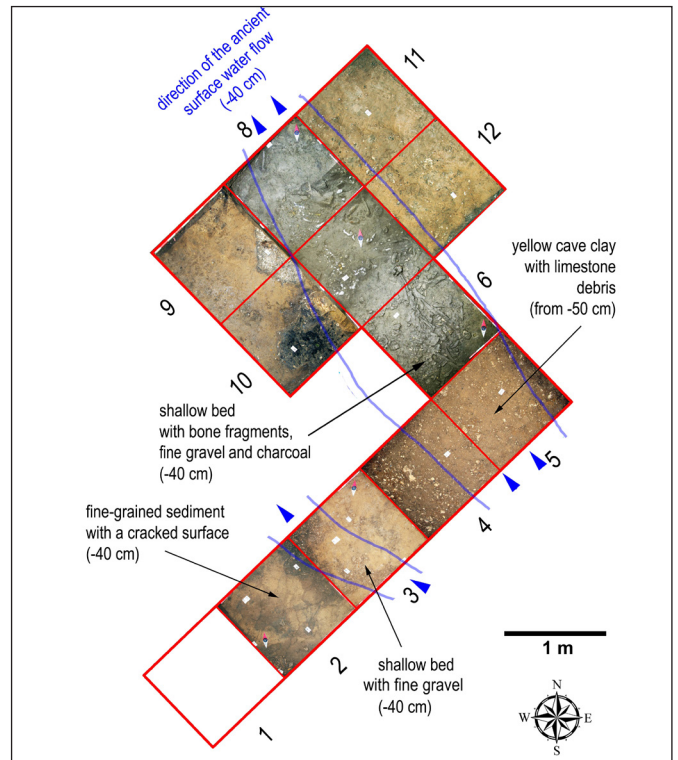 direction of the ancient
surface water flow
(-40 cm)
11
8
12
yellow cave clay
with limestone
debris
(from -50 cm)
6
9
10
shallow bed
with bone fragments,
fine gravel and charcoal
(-40 cm)
5
fine-grained sediment
with a cracked surface
(-40 cm)
4
3
shallow bed
with fine gravel
(-40 cm)
2
1
1 m
N
W
E
S